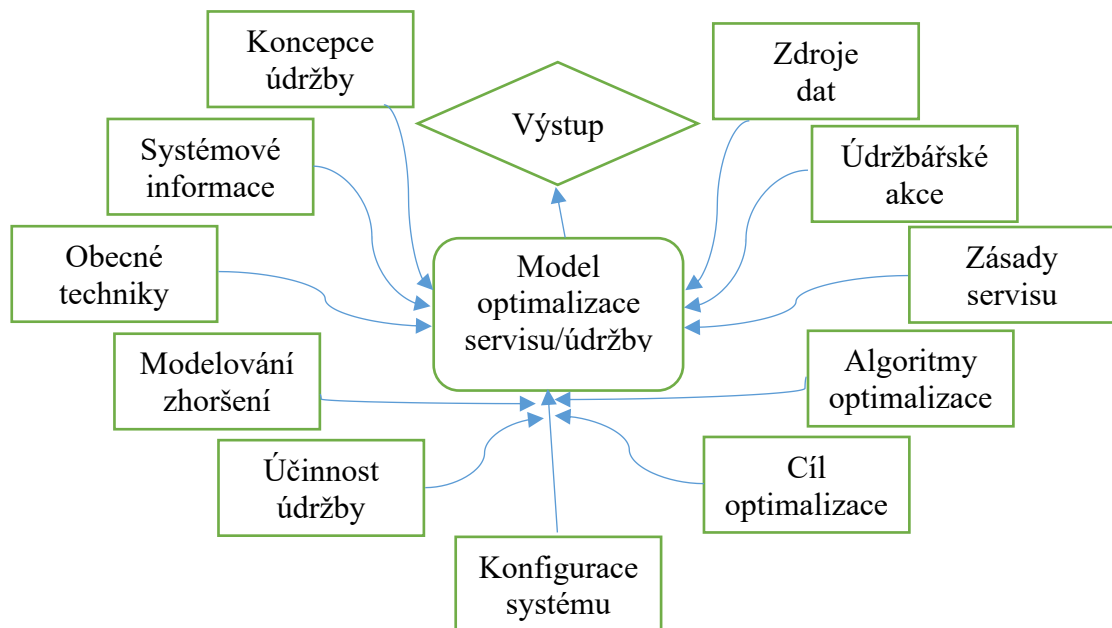 Koncepce
údržby
Zdroje
dat
Výstup
Systémové
informace
Údržbářské
akce
Obecné
techniky
Model
optimalizace
servisu/údržby
Zásady
servisu
Modelování
zhoršení
Algoritmy
optimalizace
Účinnost
údržby
Cíl
optimalizace
Konfigurace
systému